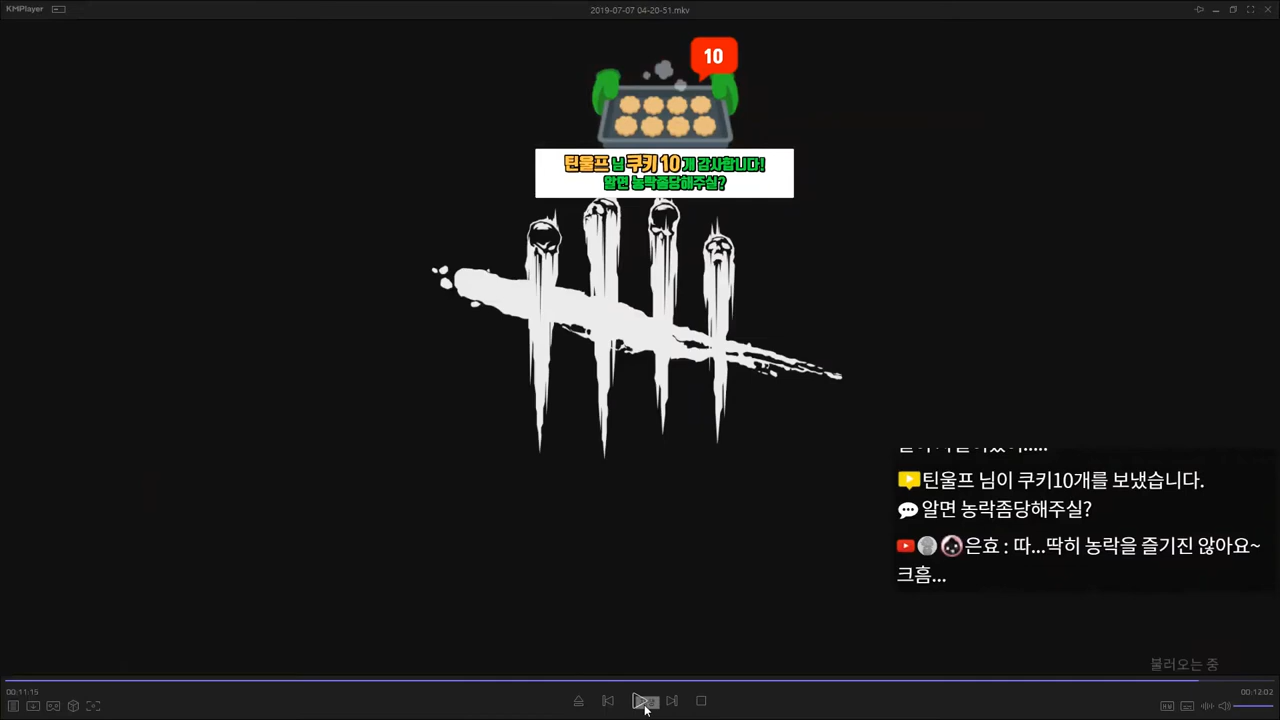 KMPlayer
2019-07-07 04-20-51.mkv
10
틴울프 님 쿠키 10 개 감사합니다!
알면 농락좀당해주실?
틴울프 님이 쿠키10개를 보냈습니다.
알면 농락좀당해주실?
은효 : 따...딱히 농락을 즐기진 않아요~
크흠...
불러오는 중
00:11:15
00:12:02